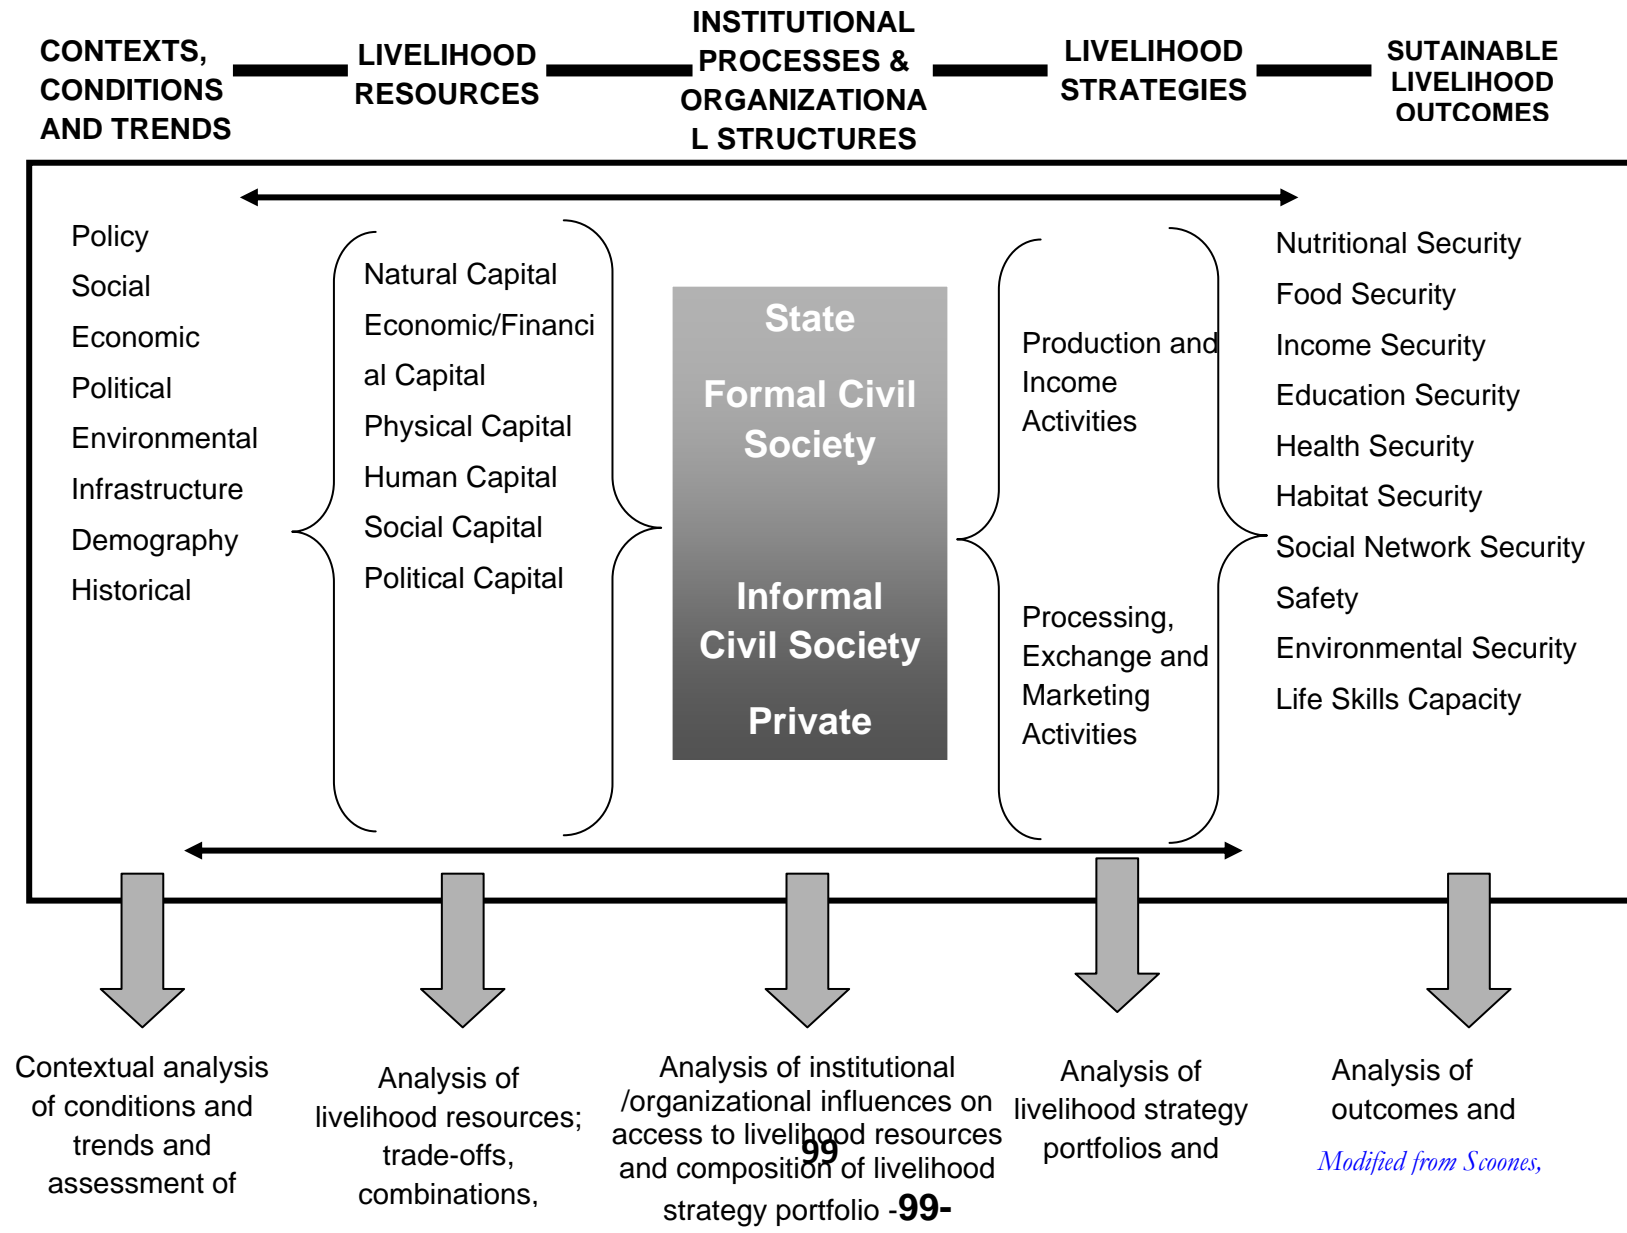 CONTEXTS,
CONDITIONS
AND TRENDS
LIVELIHOOD
RESOURCES
INSTITUTIONAL
PROCESSES &
ORGANIZATIONA
L STRUCTURES
LIVELIHOOD
STRATEGIES
SUTAINABLE
LIVELIHOOD
OUTCOMES
Policy
Social
Economic
Political
Environmental
Infrastructure
Demography
Historical
Natural Capital
Economic/Financi
al Capital
Physical Capital
Human Capital
Social Capital
Political Capital
State
Formal Civil
Society
Informal
Civil Society
Private
Production and
Income
Activities
Processing,
Exchange and
Marketing
Activities
Nutritional Security
Food Security
Income Security
Education Security
Health Security
Habitat Security
Social Network Security
Safety
Environmental Security
Life Skills Capacity
Contextual analysis
of conditions and
trends and
assessment of
Analysis of
livelihood resources;
trade-offs,
combinations,
Analysis of institutional
/organizational influences on
access to livelihood resources
99
and composition of livelihood
strategy portfolio -99-
Analysis of
livelihood strategy
portfolios and
Analysis of
outcomes and
Modified from Scoones,